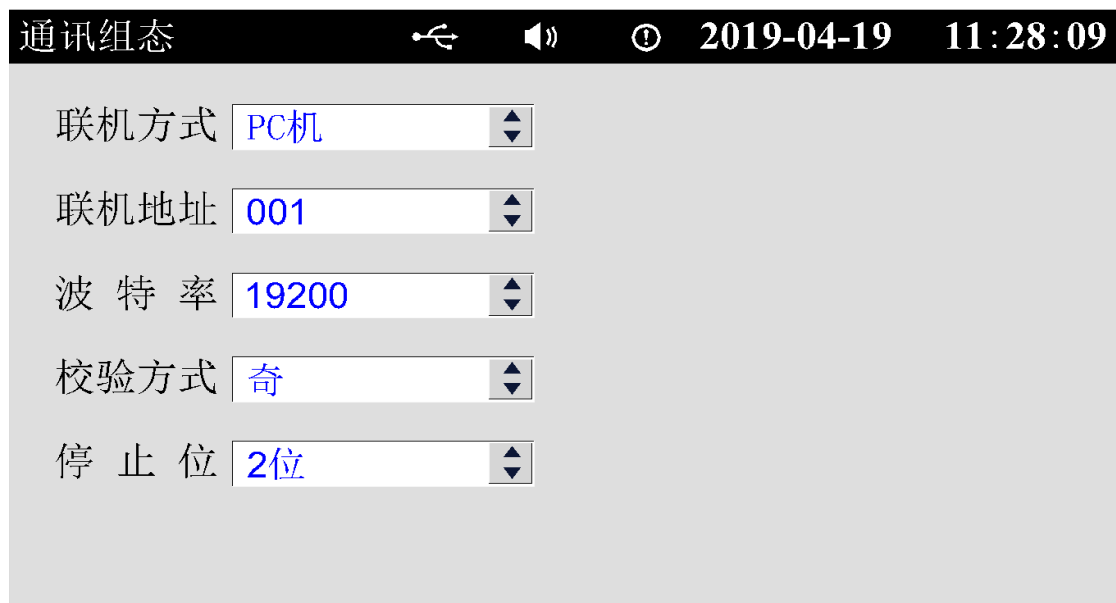 通讯组态 2019-04-19 11:28:09
联机方式 PC机
联机地址 001
波特率 19200
校验方式 奇
停止位 2位